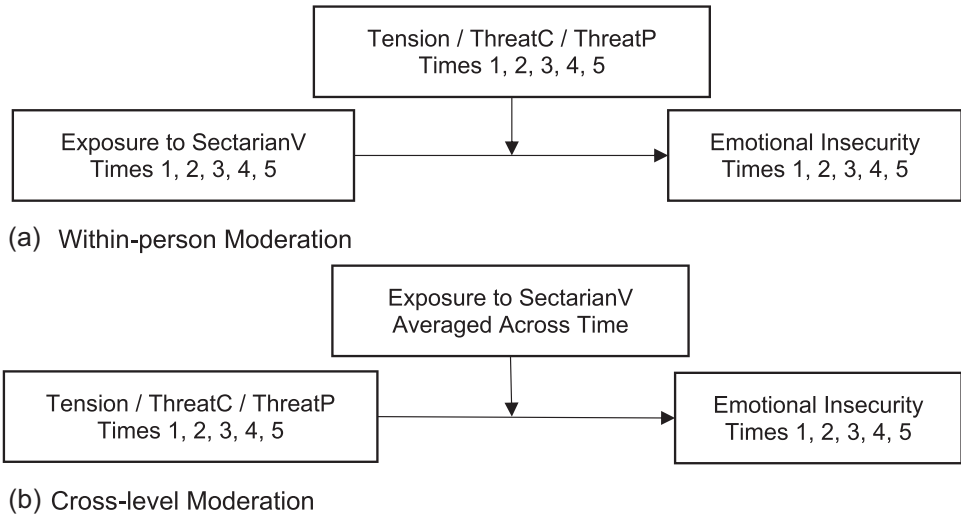 Tension / ThreatC / ThreatP
Times 1, 2, 3, 4, 5
Exposure to SectarianV
Times 1, 2, 3, 4, 5
Emotional Insecurity
Times 1, 2, 3, 4, 5
(a) Within-person Moderation
Exposure to SectarianV
Averaged Across Time
Tension / ThreatC / ThreatP
Times 1, 2, 3, 4, 5
Emotional Insecurity
Times 1, 2, 3, 4, 5
(b) Cross-level Moderation